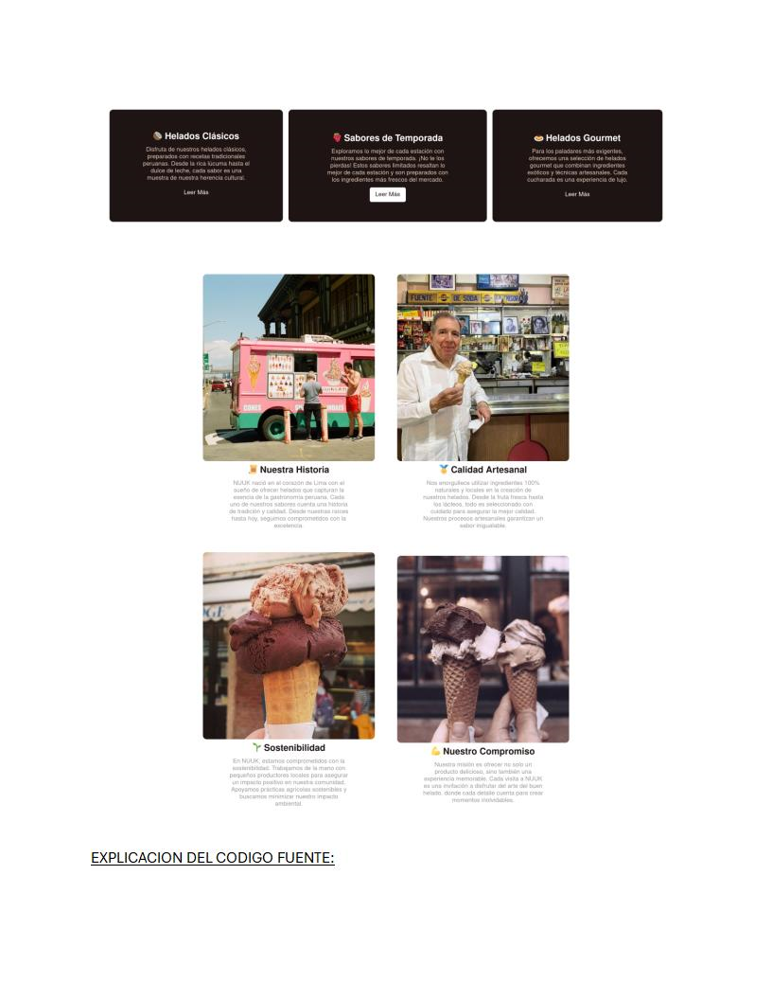 Helados Clásicos
Disfruta de nuestros helados clásicos,
preparados con recetas tradicionales
peruanas. Desde la rica lúcuma hasta el
dulce de leche, cada sabor es una
muestra de nuestra herencia cultural.
Leer Más
Sabores de Temporada
Exploramos lo mejor de cada estación con
nuestros sabores de temporada. ¡No te los
pierdas! Estos sabores limitados resaltan lo
mejor de cada estación y son preparados con
los ingredientes más frescos del mercado.
Leer Más
Helados Gourmet
Para los paladares más exigentes,
ofrecemos una selección de helados
gourmet que combinan ingredientes
exóticos y técnicas artesanales. Cada
cucharada es una experiencia de lujo.
Leer Más
CONES
FUENTE DE SODA
Nuestra Historia
NUUK nació en el corazón de Lima con el
sueño de ofrecer helados que capturan la
esencia de la gastronomía peruana. Cada
uno de nuestros sabores cuenta una historia
de tradición y calidad. Desde nuestras raíces
hasta hoy, seguimos comprometidos con la
excelencia.
Calidad Artesanal
Nos enorgullece utilizar ingredientes 100%
naturales y locales en la creación de
nuestros helados. Desde la fruta fresca hasta
los lácteos, todo es seleccionado con
cuidado para asegurar la mejor calidad.
Nuestros procesos artesanales garantizan un
sabor inigualable.
Sostenibilidad
En NUUK, estamos comprometidos con la
sostenibilidad. Trabajamos de la mano con
pequeños productores locales para asegurar
un impacto positivo en nuestra comunidad.
Apoyamos prácticas agrícolas sostenibles y
buscamos minimizar nuestro impacto
ambiental.
Nuestro Compromiso
Nuestra misión es ofrecer no solo un
producto delicioso, sino también una
experiencia memorable. Cada visita a NUUK
es una invitación a disfrutar del arte del buen
helado, donde cada detalle cuenta para crear
momentos inolvidables.
EXPLICACION DEL CODIGO FUENTE: